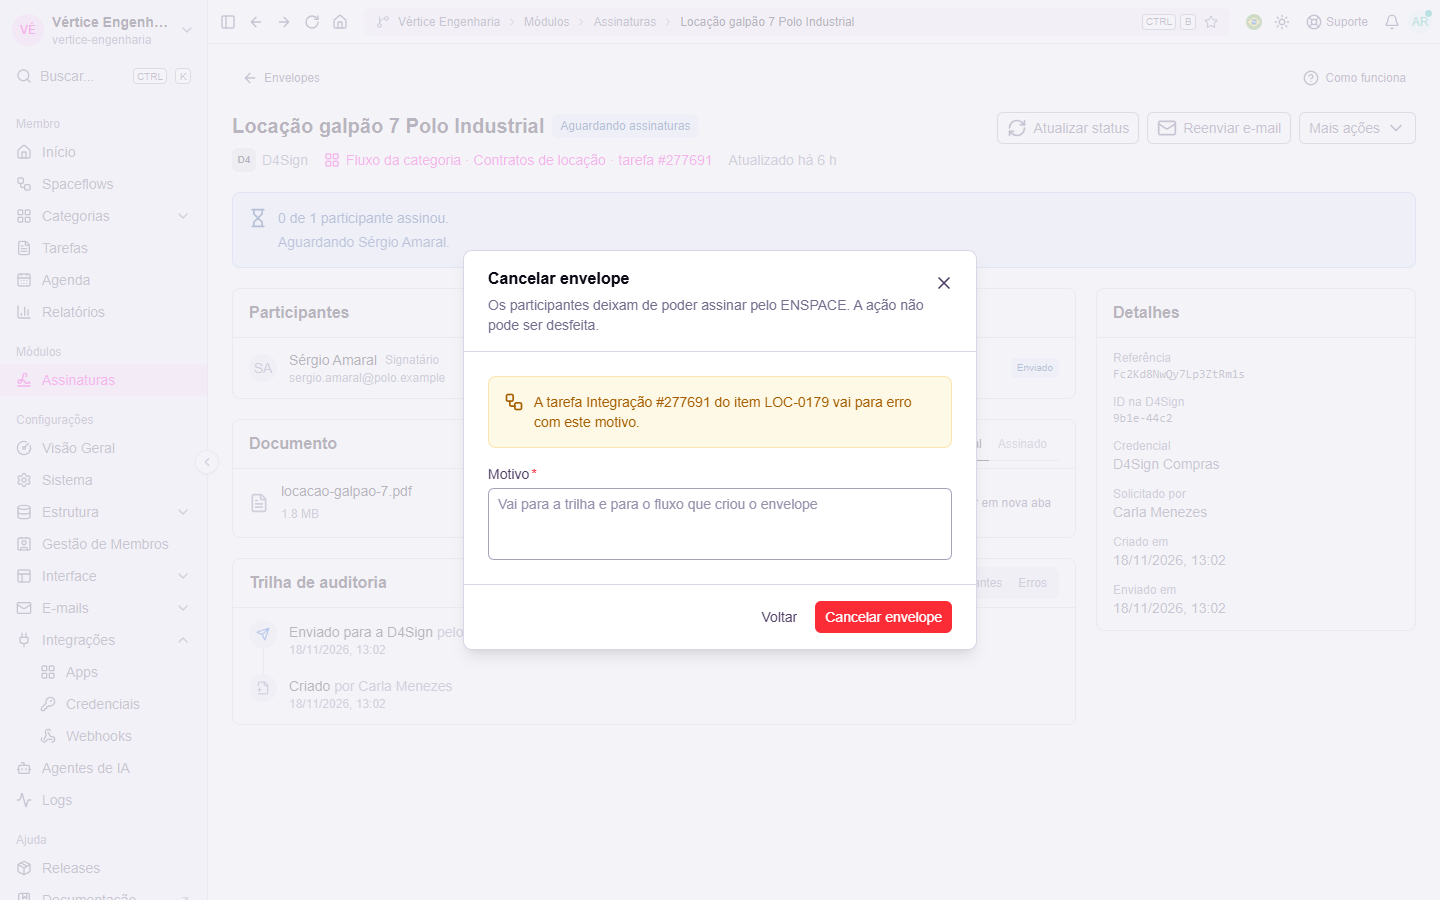 VÉ
Vértice Engenh...
vertice-engenharia
Buscar...
CTRL K
Membro
Início
Spaceflows
Categorias
Tarefas
Agenda
Relatórios
Módulos
Assinaturas
Configurações
Visão Geral
Sistema
Estrutura
Gestão de Membros
Interface
E-mails
Integrações
Apps
Credenciais
Webhooks
Agentes de IA
Logs
Ajuda
Releases
Documentação
Vértice Engenharia
Módulos
Assinaturas
Locação galpão 7 Polo Industrial
CTRL B
Suporte
AR
Envelopes
Como funciona
Locação galpão 7 Polo Industrial
Aguardando assinaturas
Atualizar status
Reenviar e-mail
Mais ações
D4 D4Sign
Fluxo da categoria · Contratos de locação · tarefa #277691
Atualizado há 6 h
0 de 1 participante assinou.
Aguardando Sérgio Amaral.
Participantes
SA
Sérgio Amaral Signatário
sergio.amaral@polo.example
Enviado
Documento
al
Assinado
locacao-galpao-7.pdf
1.8 MB
em nova aba
Trilha de auditoria
antes
Erros
Enviado para a D4Sign pelo
18/11/2026, 13:02
Criado por Carla Menezes
18/11/2026, 13:02
Detalhes
Referência
Fc2Kd8NwQy7Lp3ZtRm1s
ID na D4Sign
9b1e-44c2
Credencial
D4Sign Compras
Solicitado por
Carla Menezes
Criado em
18/11/2026, 13:02
Enviado em
18/11/2026, 13:02
Cancelar envelope
Os participantes deixam de poder assinar pelo ENSPACE. A ação não
pode ser desfeita.
A tarefa Integração #277691 do item LOC-0179 vai para erro
com este motivo.
Motivo*
Vai para a trilha e para o fluxo que criou o envelope
Voltar
Cancelar envelope